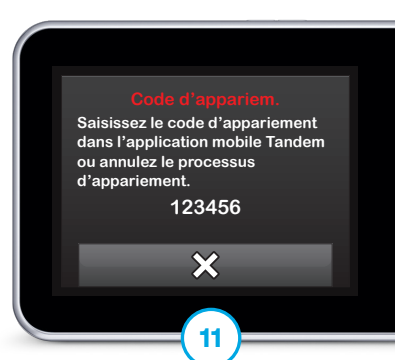 Code d'appariem.
Saisissez le code d'appariement
dans l'application mobile Tandem
ou annulez le processus
d'appariement.
123456
11